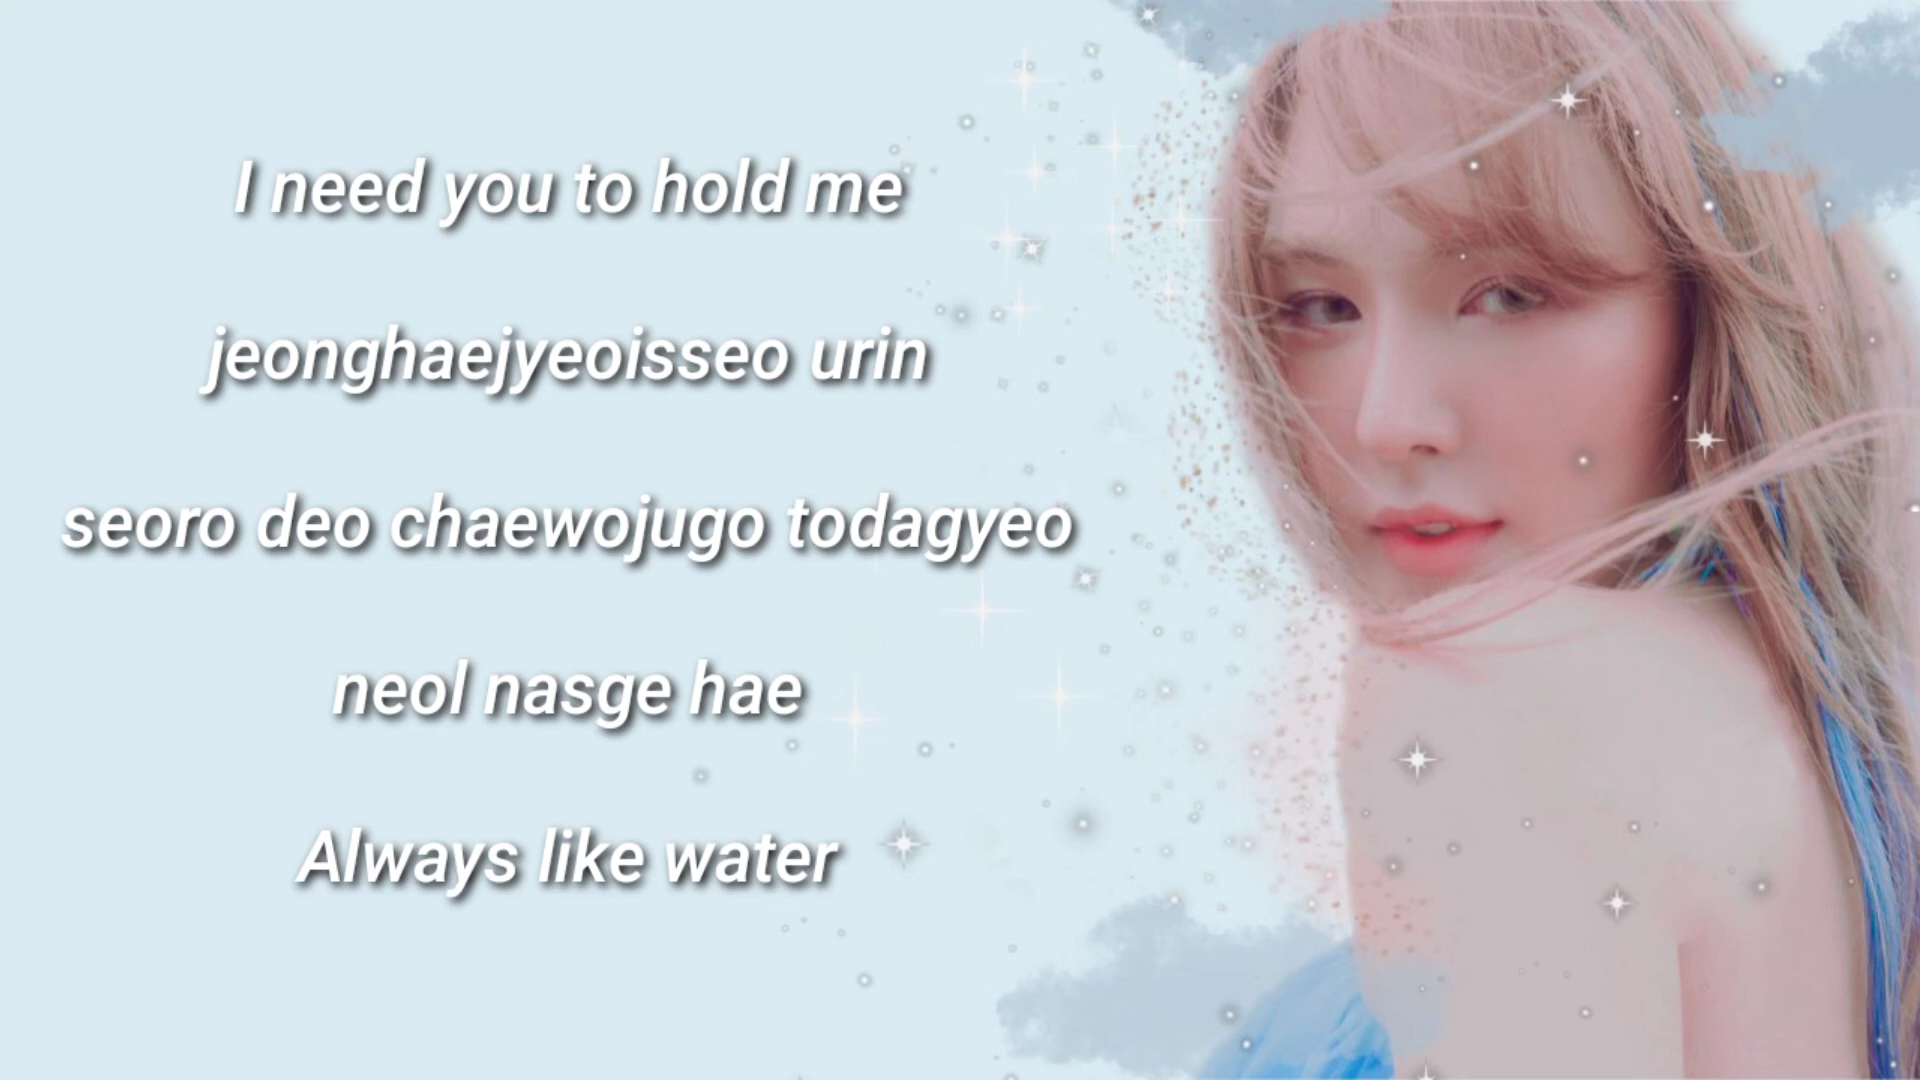 I need you to hold me
jeonghaejyeoisseo urin
seoro deo chaewojugo todagyeo
neol nasge hae
Always like water